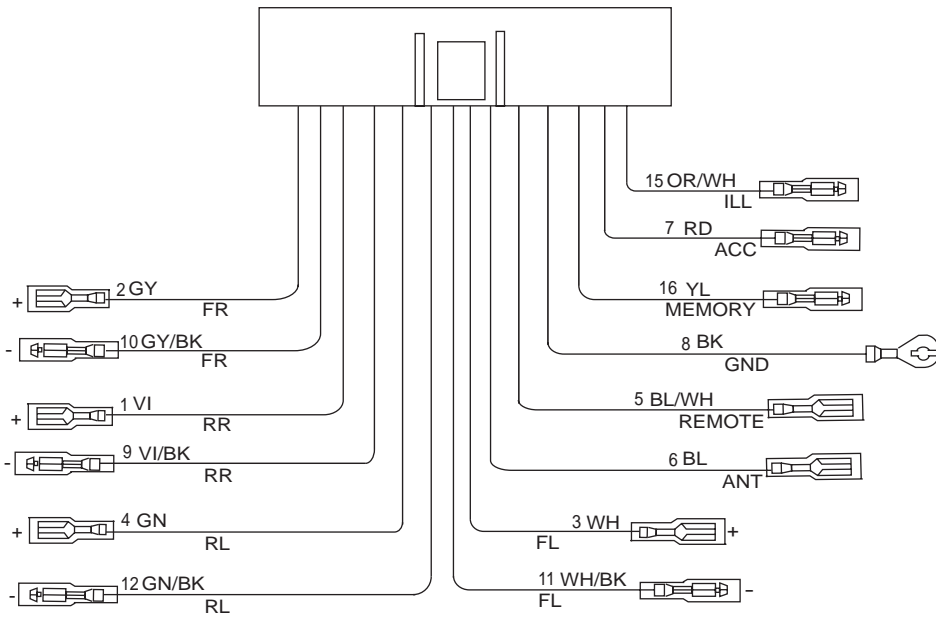 15 OR/WH
ILL
7 RD
ACC
+ 2 GY
FR
16 YL
MEMORY
- 10 GY/BK
FR
8 BK
GND
+ 1 VI
RR
5 BL/WH
REMOTE
- 9 VI/BK
RR
6 BL
ANT
+ 4 GN
RL
3 WH +
FL
- 12 GN/BK
RL
11 WH/BK -
FL